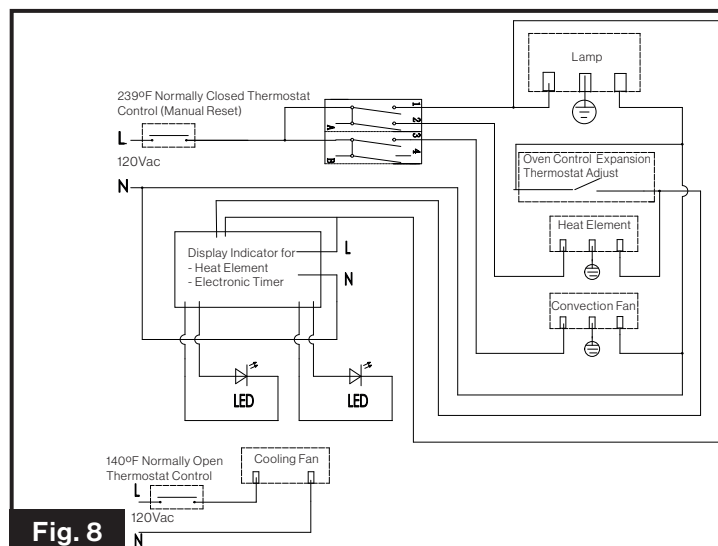 Lamp
239ºF Normally Closed Thermostat
Control (Manual Reset)
1
2
3
4
A
B
L
120Vac
N
Oven Control Expansion
Thermostat Adjust
Heat Element
Convection Fan
Display Indicator for
- Heat Element
- Electronic Timer
L
N
LED
LED
140ºF Normally Open
Thermostat Control
L
120Vac
N
Cooling Fan
Fig. 8